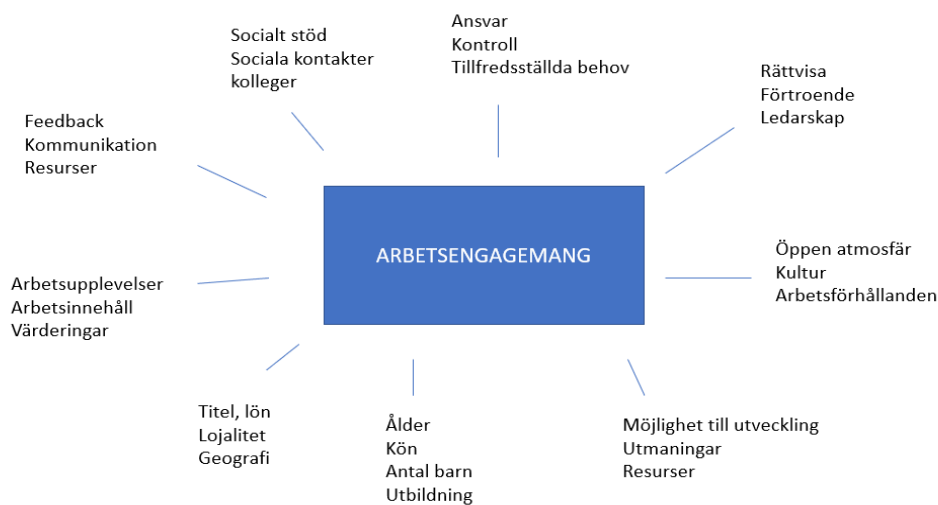 Ansvar
Kontroll
Tillfredsställda behov
Socialt stöd
Sociala kontakter
kolleger
Rättvisa
Förtroende
Ledarskap
Feedback
Kommunikation
Resurser
ARBETSENGAGEMANG
Öppen atmosfär
Kultur
Arbetsförhållanden
Arbetsupplevelser
Arbetsinnehåll
Värderingar
Titel, lön
Lojalitet
Geografi
Ålder
Kön
Antal barn
Utbildning
Möjlighet till utveckling
Utmaningar
Resurser